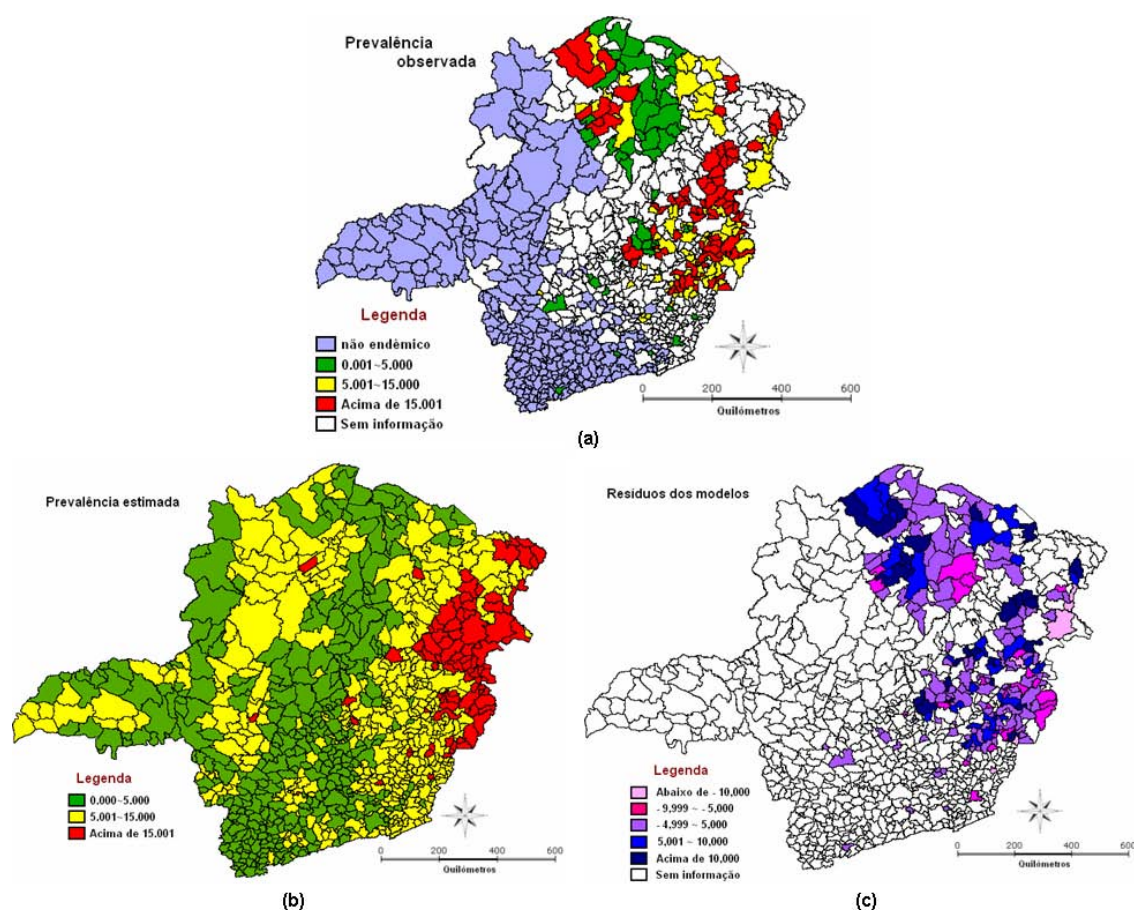 Prevalência
observada
Legenda
não endêmico
0.001~5.000
5.001~15.000
Acima de 15.001
Sem informação
0 200 400 600
Quilómetros
(a)
Prevalência estimada
Legenda
0.000~5.000
5.001~15.000
Acima de 15.001
0 200 400 600
Quilómetros
(b)
Resíduos dos modelos
Legenda
Abaixo de - 10,000
- 9,999 ~ - 5,000
- 4,999 ~ 5,000
5,001 ~ 10,000
Acima de 10,000
Sem informação
0 200 400 600
Quilómetros
(c)